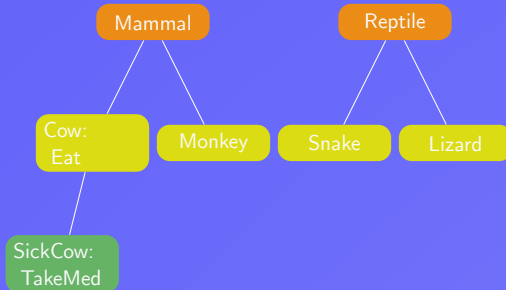 Mammal
Reptile
Cow:
Eat
Monkey
Snake
Lizard
SickCow:
TakeMed